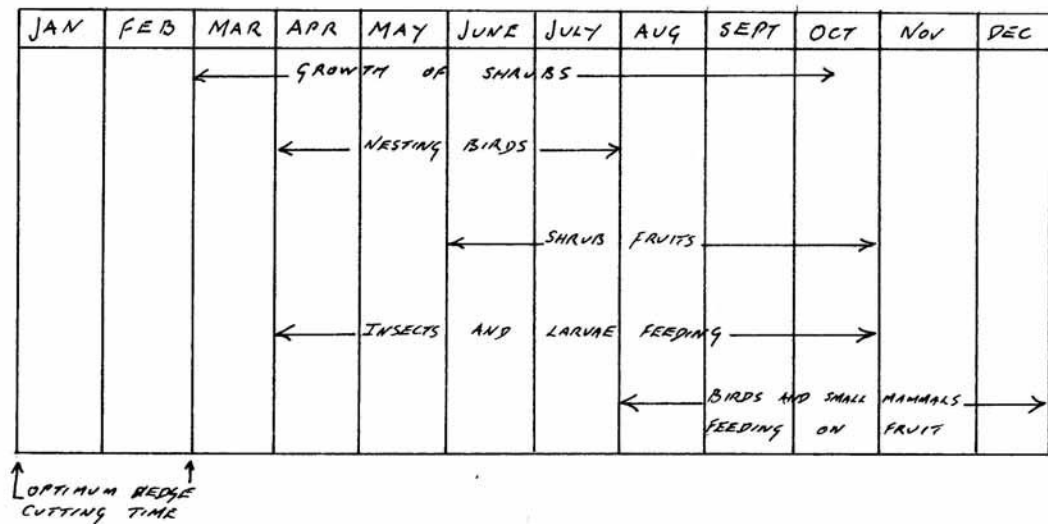 JAN FEB MAR APR MAY JUNE JULY AUG SEPT OCT NOV DEC
GROWTH OF SHRUBS
NESTING BIRDS
SHRUB FRUITS
INSECTS AND LARVAE FEEDING
BIRDS AND SMALL MAMMALS
FEEDING ON FRUIT
OPTIMUM HEDGE
CUTTING TIME